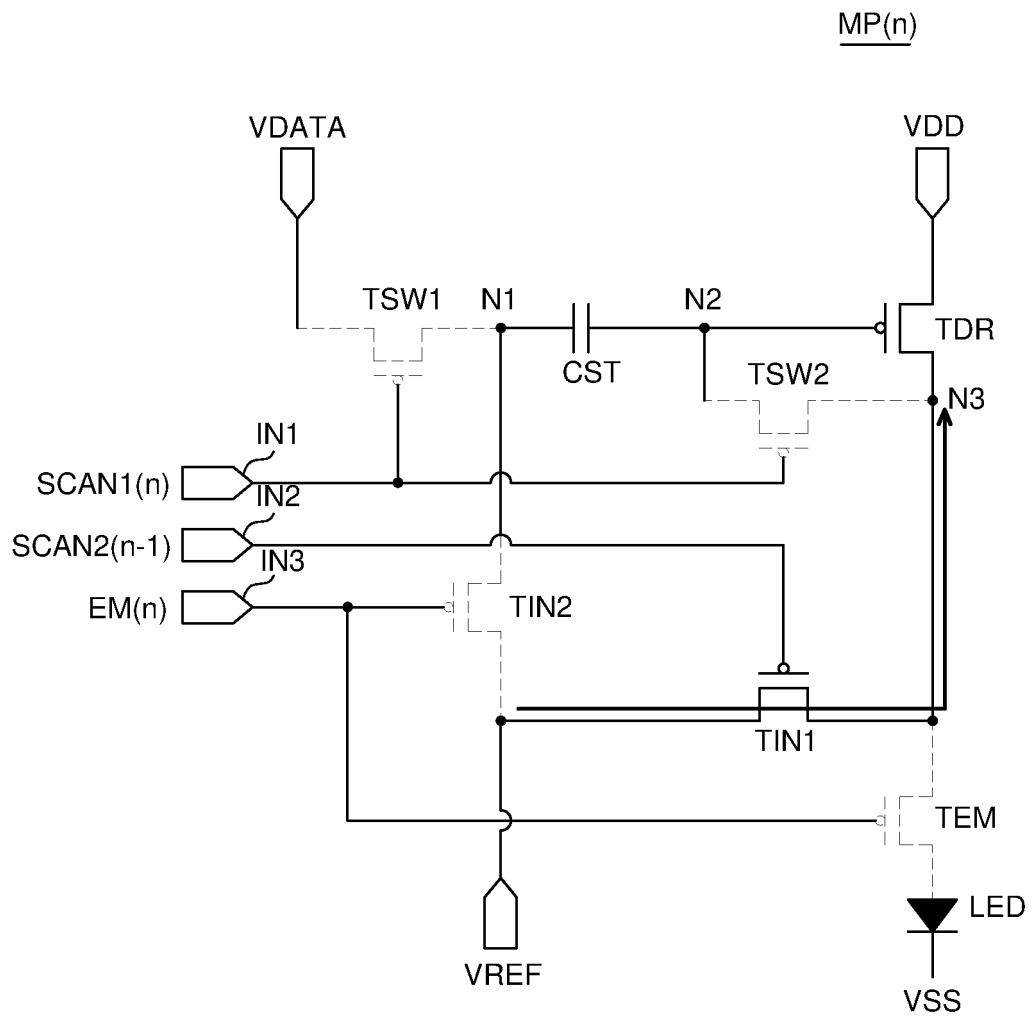 MP(n)
VDATA
VDD
TSW1
N1
N2
TDR
CST
TSW2
N3
IN1
SCAN1(n)
IN2
SCAN2(n-1)
IN3
EM(n)
TIN2
TIN1
TEM
LED
VREF
VSS